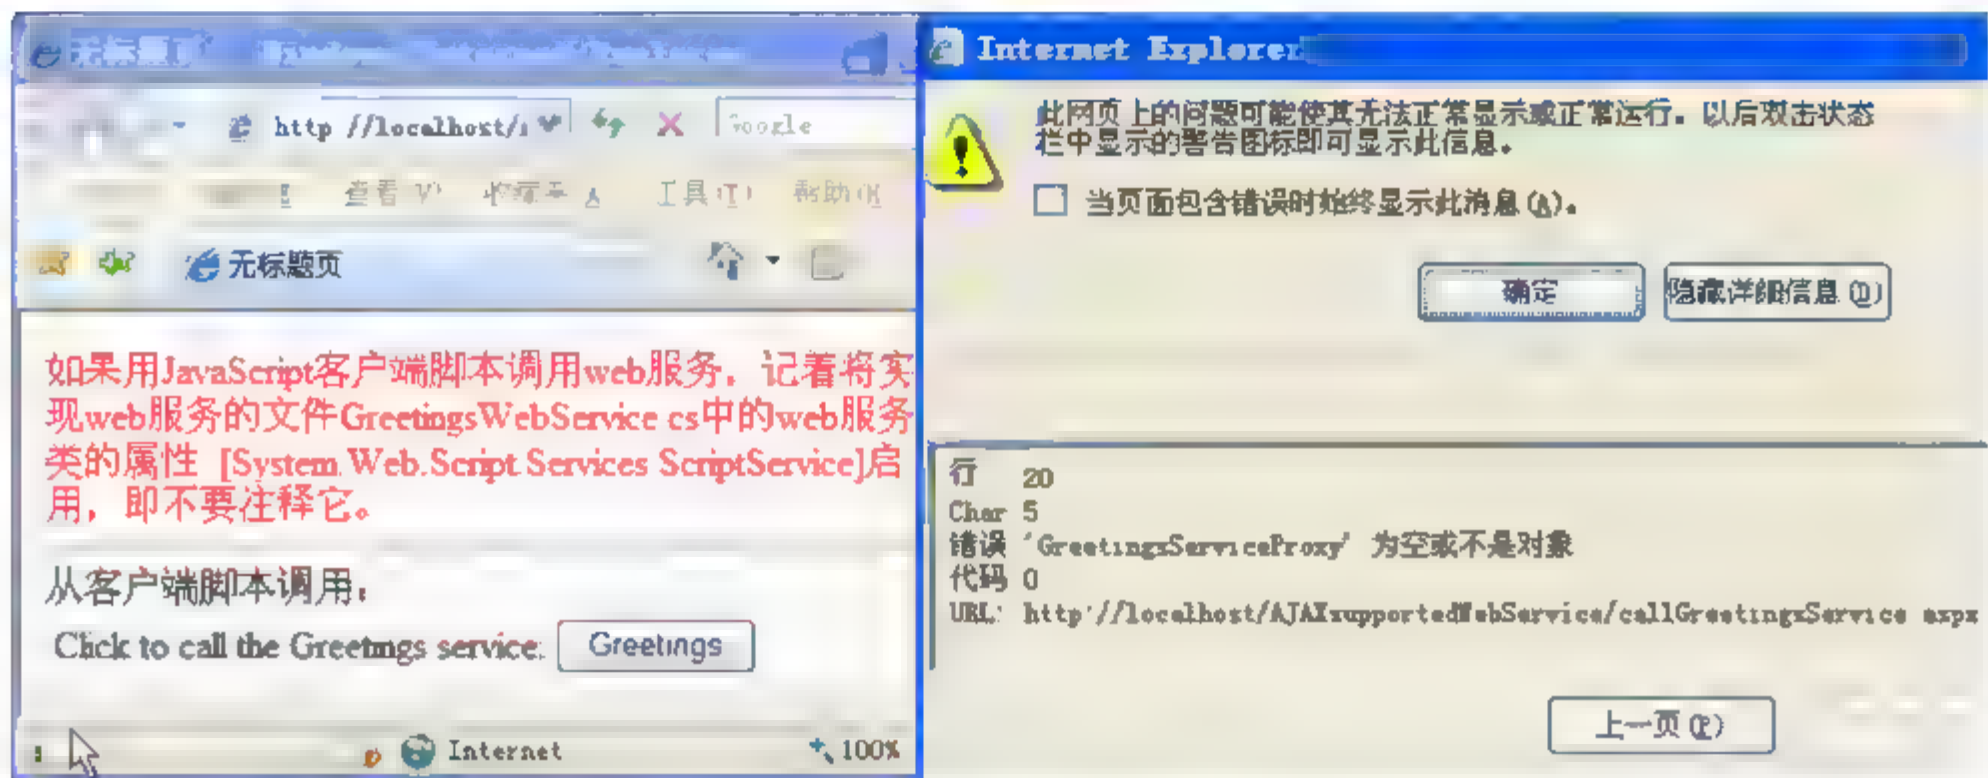 无标题页
http //localhost/
Google
查看 工具(T) 帮助(H
无标题页
如果用JavaScript客户端脚本调用web服务，记着将实
现web服务的文件GreetingsWebService cs中的web服务
类的属性 [System.Web.Script Services ScriptService]启
用，即不要注释它。
从客户端脚本调用：
Click to call the Greetings service: Greetings
Internet 100%
Internet Explorer
此网页上的问题可能使其无法正常显示或正常运行。以后双击状态
栏中显示的警告图标即可显示此信息。
当页面包含错误时始终显示此消息(A)。
确定 隐藏详细信息(D)
行 20
Char 5
错误 'GreetingsServiceProxy' 为空或不是对象
代码 0
URL: http://localhost/AJAXsupportedWebService/callGreetingsService aspx
上一页(P)